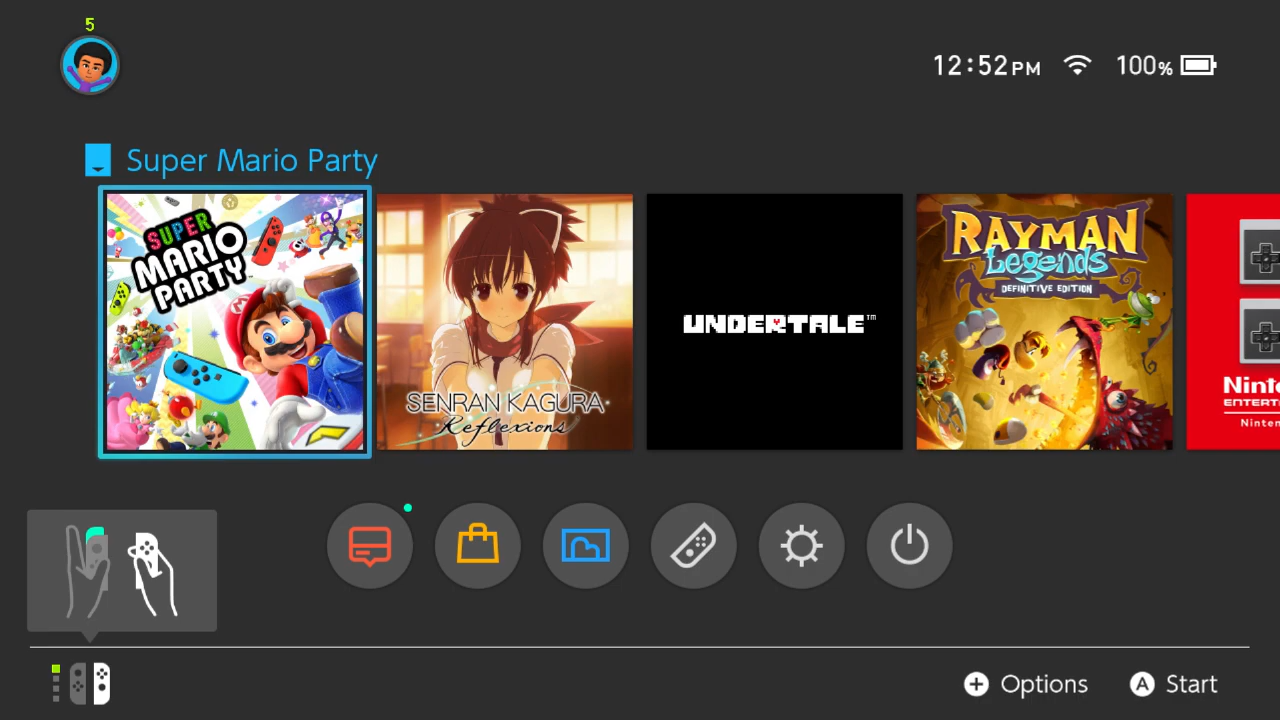 5
12:52PM 100%
Super Mario Party
SUPER
MARIO
PARTY
SENRAN KAGURA
Reflexions
UNDERTALE™
RAYMAN
Legends
DEFINITIVE EDITION
Options
Start